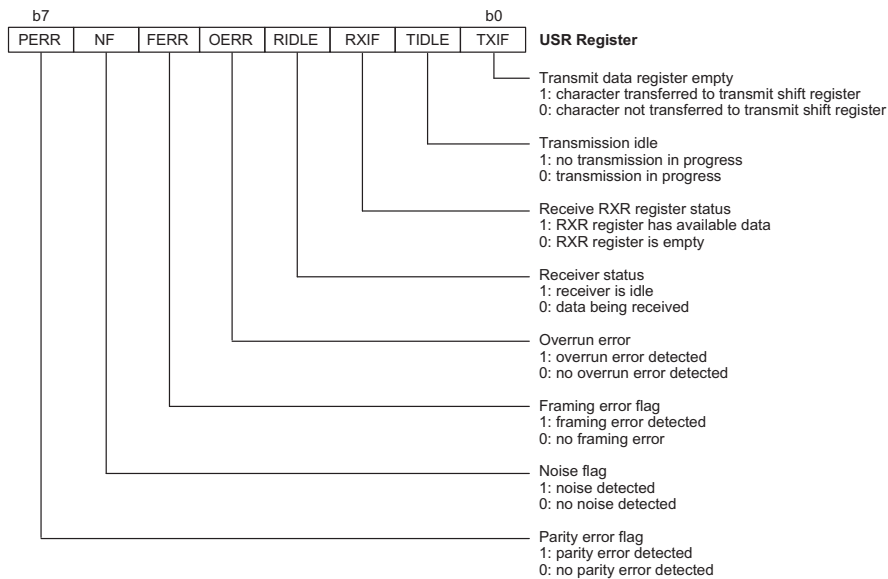 b7 b0
PERR NF FERR OERR RIDLE RXIF TIDLE TXIF USR Register
Transmit data register empty
1: character transferred to transmit shift register
0: character not transferred to transmit shift register
Transmission idle
1: no transmission in progress
0: transmission in progress
Receive RXR register status
1: RXR register has available data
0: RXR register is empty
Receiver status
1: receiver is idle
0: data being received
Overrun error
1: overrun error detected
0: no overrun error detected
Framing error flag
1: framing error detected
0: no framing error
Noise flag
1: noise detected
0: no noise detected
Parity error flag
1: parity error detected
0: no parity error detected